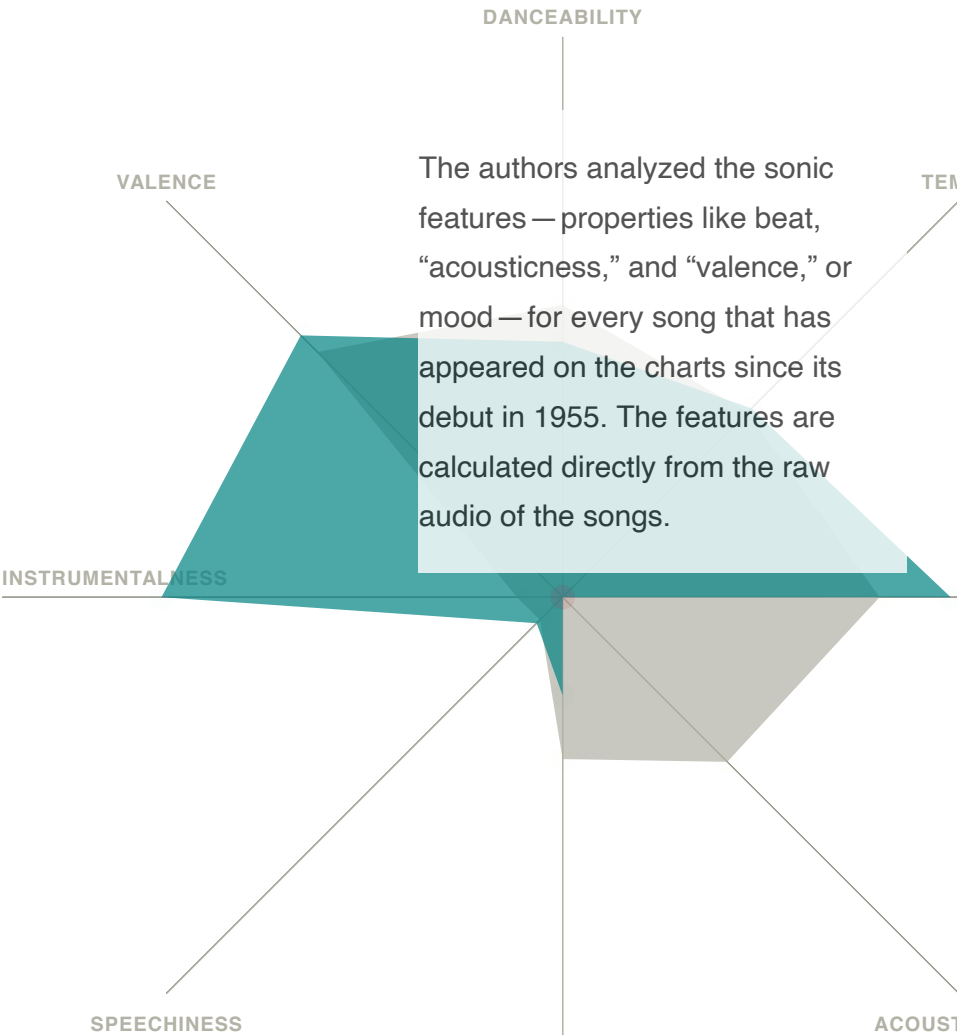 DANCEABILITY
VALENCE
TEM
The authors analyzed the sonic
features — properties like beat,
“acousticness,” and “valence,” or
mood — for every song that has
appeared on the charts since its
debut in 1955. The features are
calculated directly from the raw
audio of the songs.
INSTRUMENTALNESS
SPEECHINESS
ACOUST